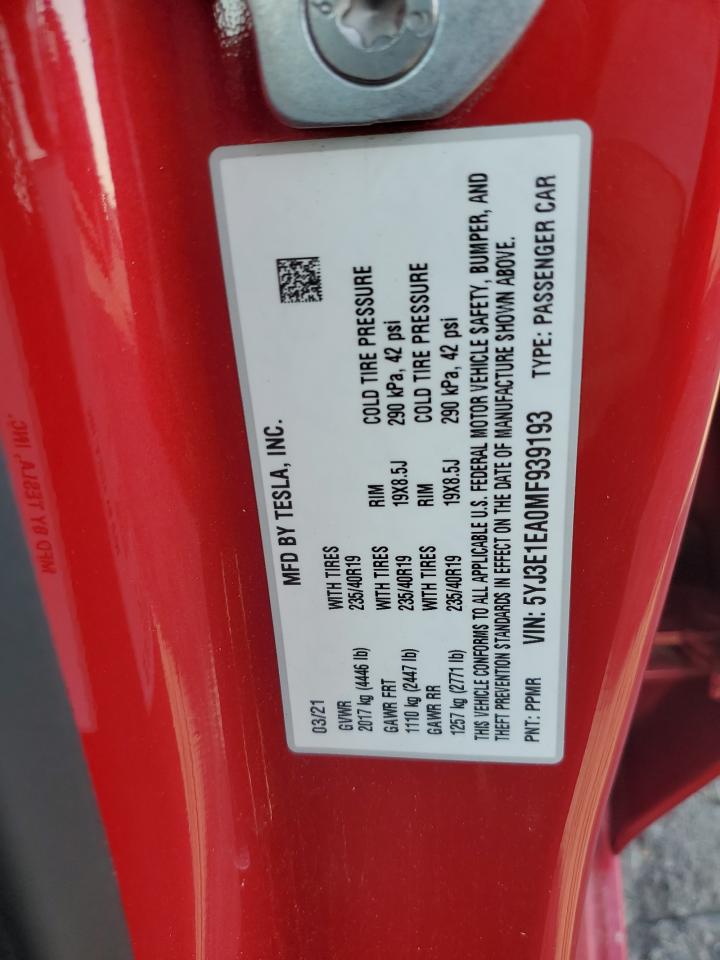 MFD BY TESLA, INC.
03/21
GVWR WITH TIRES
2017 kg (4446 lb) 235/40R19 COLD TIRE PRESSURE
GAWR FRT WITH TIRES RIM 290 kPa, 42 psi
1110 kg (2447 lb) 235/40R19 19X8.5J COLD TIRE PRESSURE
GAWR RR WITH TIRES RIM
1257 kg (2771 lb) 235/40R19 19X8.5J 290 kPa, 42 psi
THIS VEHICLE CONFORMS TO ALL APPLICABLE U.S. FEDERAL MOTOR VEHICLE SAFETY, BUMPER, AND
THEFT PREVENTION STANDARDS IN EFFECT ON THE DATE OF MANUFACTURE SHOWN ABOVE.
PNT: PPMR VIN: 5YJ3E1EA0MF939193 TYPE: PASSENGER CAR
MFD BY TESLA, INC.